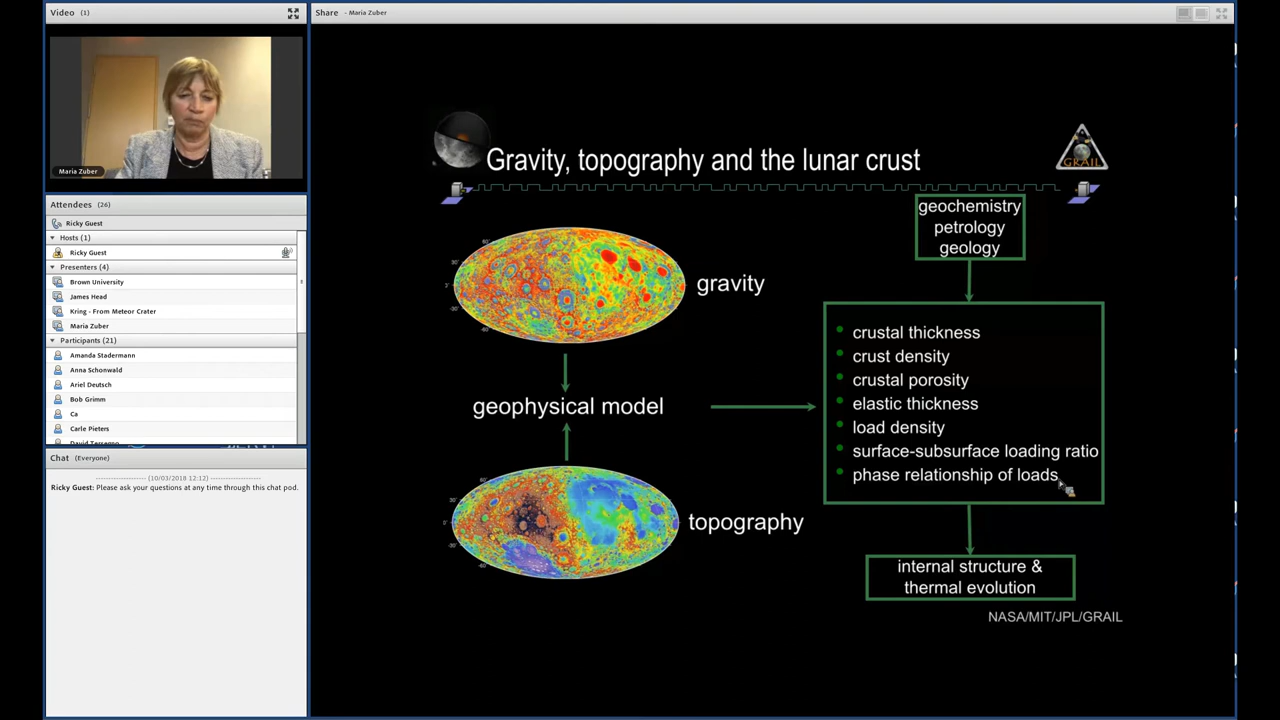 Video (1)
Maria Zuber
Attendees (26)
Ricky Guest
Hosts (1)
Ricky Guest
Presenters (4)
Brown University
James Head
Kring - From Meteor Crater
Maria Zuber
Participants (21)
Amanda Stadermann
Anna Schonwald
Ariel Deutsch
Bob Grimm
Ca
Carle Pieters
Chat (Everyone)
(10/03/2018 12:12)
Ricky Guest: Please ask your questions at any time through this chat pod.
Share - Maria Zuber
Gravity, topography and the lunar crust
GRAIL
gravity
geophysical model
topography
geochemistry
petrology
geology
• crustal thickness
• crust density
• crustal porosity
• elastic thickness
• load density
• surface-subsurface loading ratio
• phase relationship of loads
internal structure &
thermal evolution
NASA/MIT/JPL/GRAIL